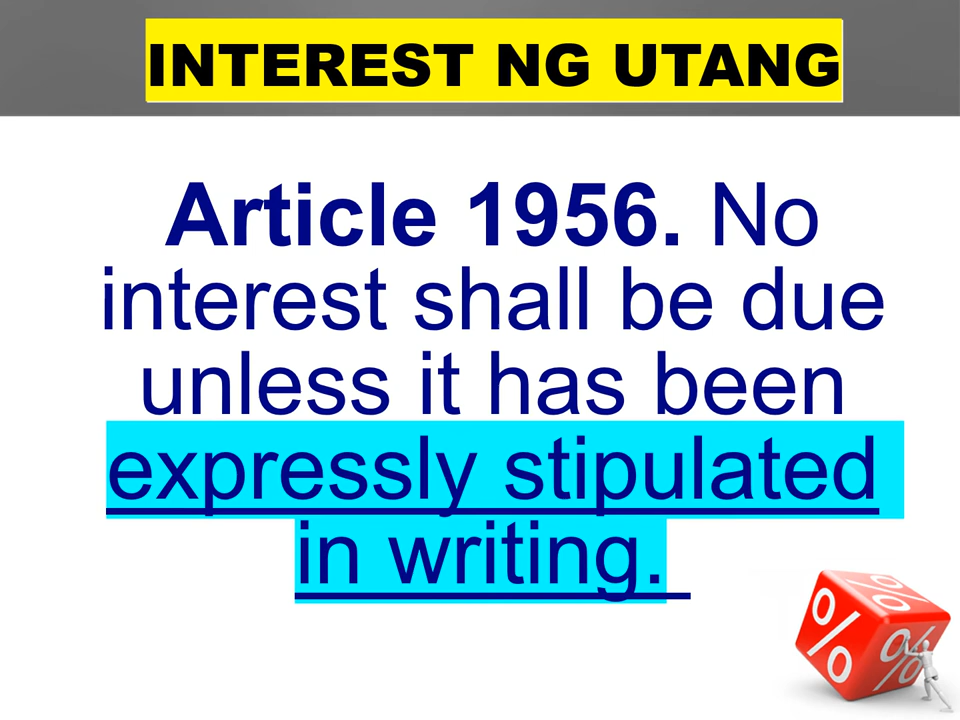 INTEREST NG UTANG
Article 1956. No
interest shall be due
unless it has been
expressly stipulated
in writing.
% % %